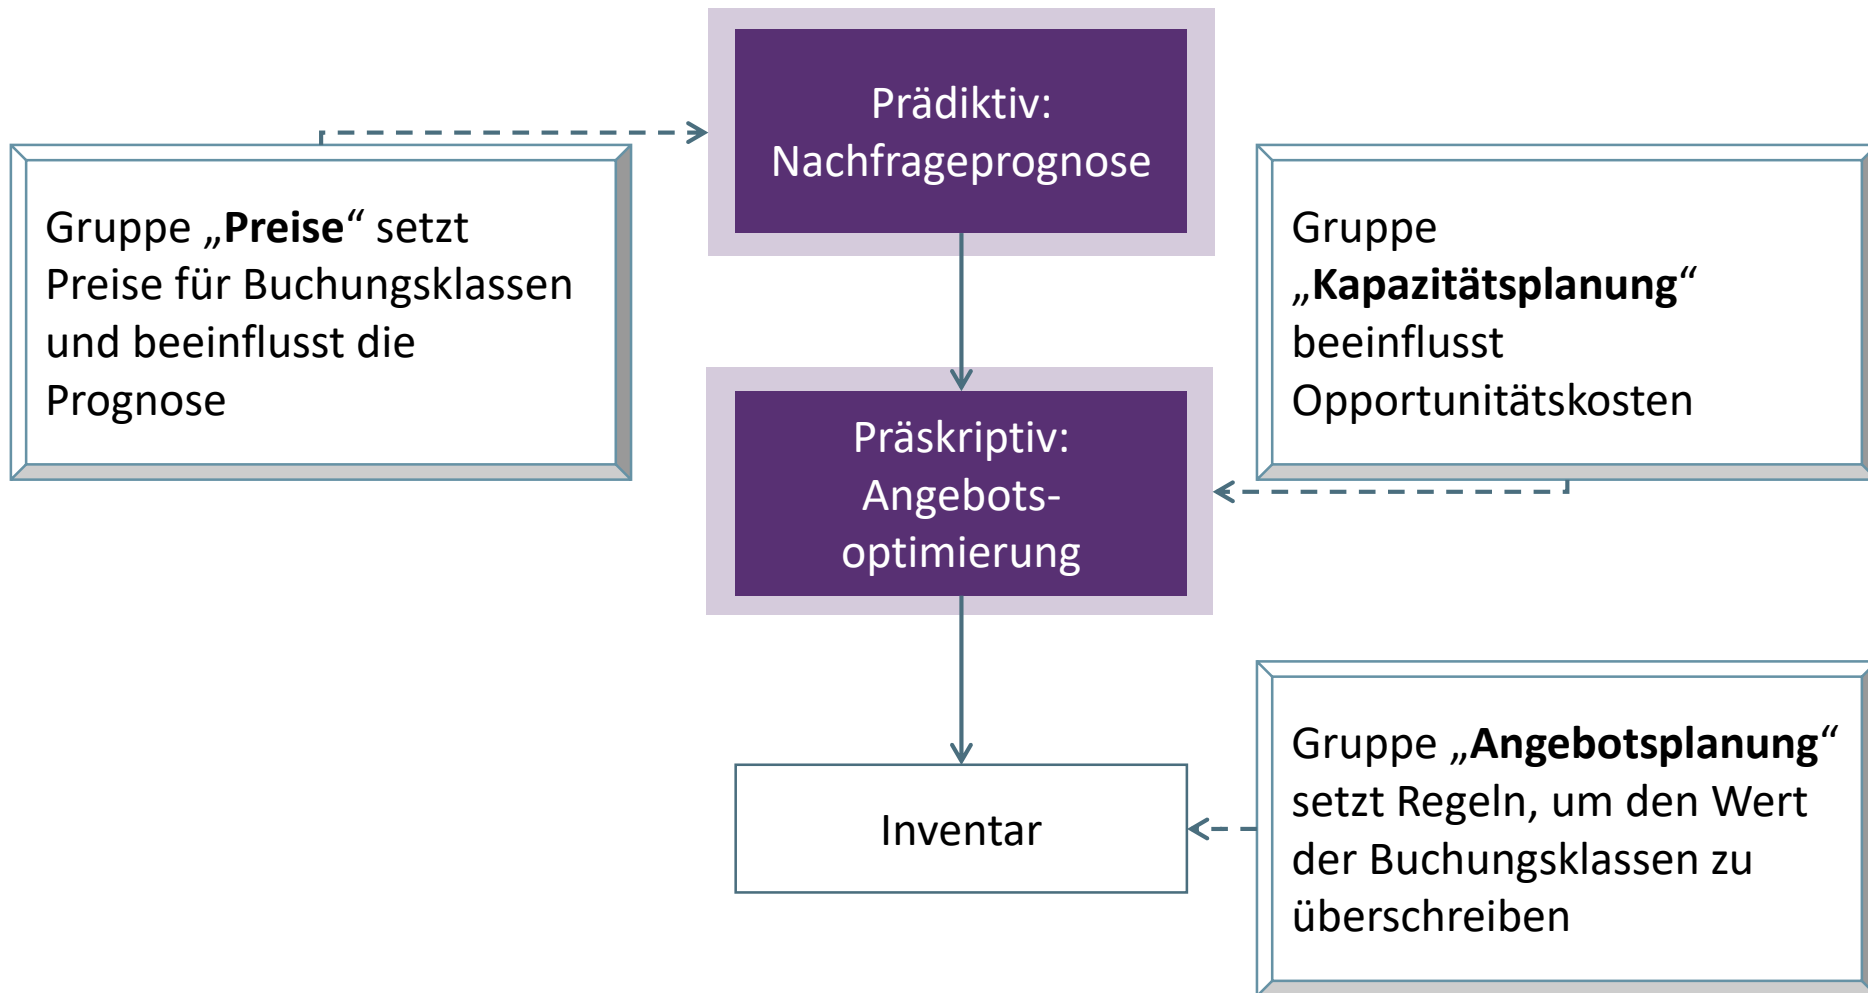 Prädiktiv:
Nachfrageprognose
Gruppe „Preise“ setzt
Preise für Buchungsklassen
und beeinflusst die
Prognose
Gruppe
„Kapazitätsplanung“
beeinflusst
Opportunitätskosten
Präskriptiv:
Angebots-
optimierung
Inventar
Gruppe „Angebotsplanung“
setzt Regeln, um den Wert
der Buchungsklassen zu
überschreiben